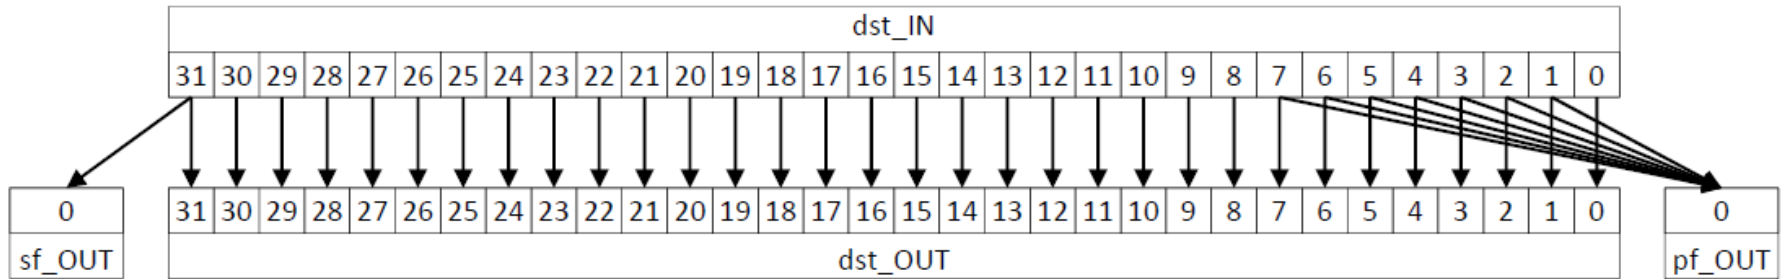 dst_IN
31 30 29 28 27 26 25 24 23 22 21 20 19 18 17 16 15 14 13 12 11 10 9 8 7 6 5 4 3 2 1 0
0 31 30 29 28 27 26 25 24 23 22 21 20 19 18 17 16 15 14 13 12 11 10 9 8 7 6 5 4 3 2 1 0 0
sf_OUT dst_OUT pf_OUT